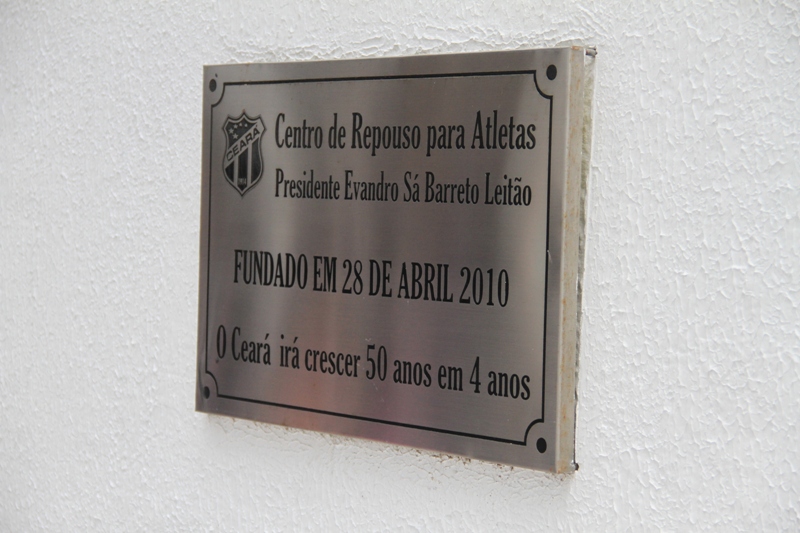 CEARÁ
Centro de Repouso para Atletas
Presidente Evandro Sá Barreto Leitão
FUNDADO EM 28 DE ABRIL 2010
O Ceará irá crescer 50 anos em 4 anos